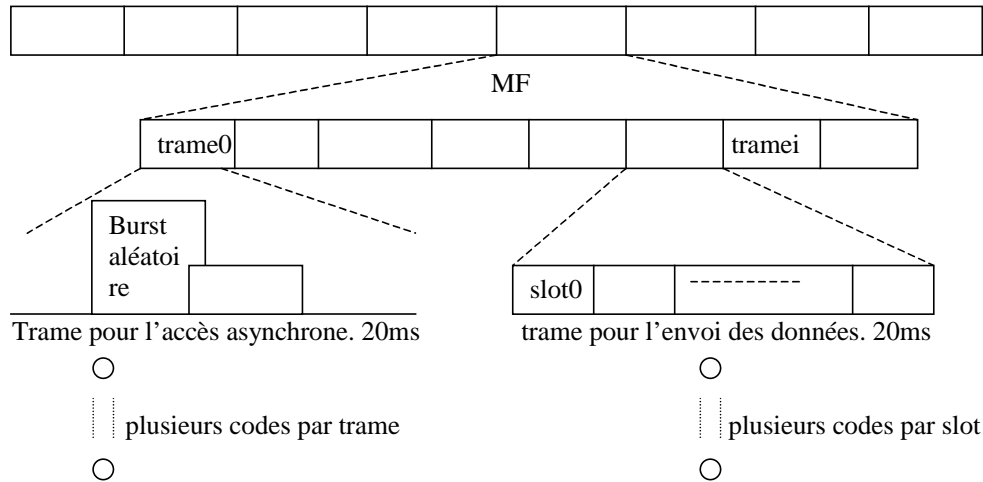 MF
trame0
tramei
Burst
aléatoi
re
slot0
Trame pour l'accès asynchrone. 20ms
trame pour l'envoi des données. 20ms
plusieurs codes par trame
plusieurs codes par slot